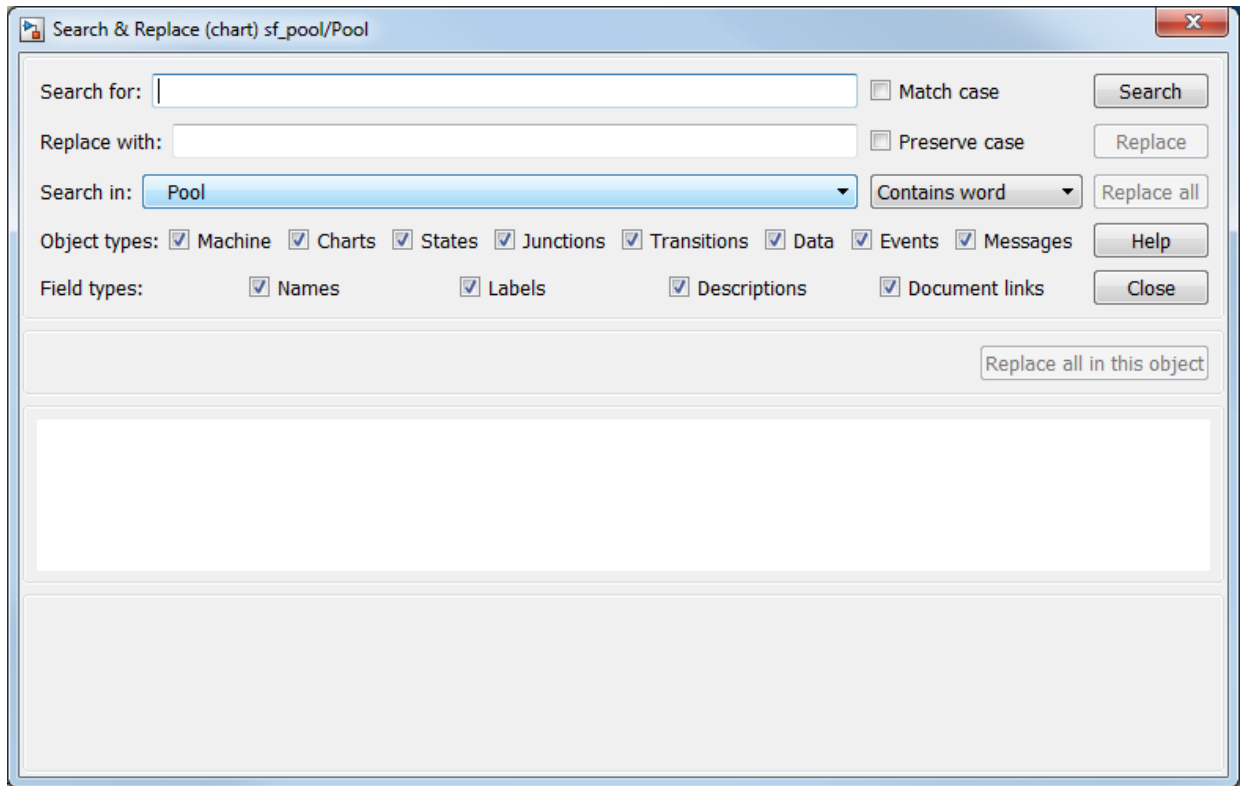 Search & Replace (chart) sf_pool/Pool
Search for: Match case Search
Replace with: Preserve case Replace
Search in: Pool Contains word Replace all
Object types: Machine Charts States Junctions Transitions Data Events Messages Help
Field types: Names Labels Descriptions Document links Close
Replace all in this object